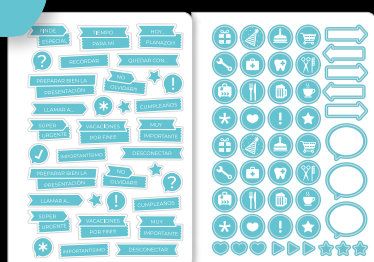 FINDE
ESPECIAL
TIEMPO
PARA MÍ
HOY...
PLANAZO!!
?
RECORDAR
QUEDAR CON...
PREPARAR BIEN LA
PRESENTACIÓN
NO
OLVIDAR!!
!
LLAMAR A...
*
CUMPLEAÑOS
SUPER
URGENTE
VACACIONES
POR FIN!!!
MUY
IMPORTANTE
IMPORTANTÍSIMO
DESCONECTAR
PREPARAR BIEN LA
PRESENTACIÓN
NO
OLVIDAR!!
?
LLAMAR A...
!
CUMPLEAÑOS
SUPER
URGENTE
VACACIONES
POR FIN!!!
MUY
IMPORTANTE
*
IMPORTANTÍSIMO
DESCONECTAR